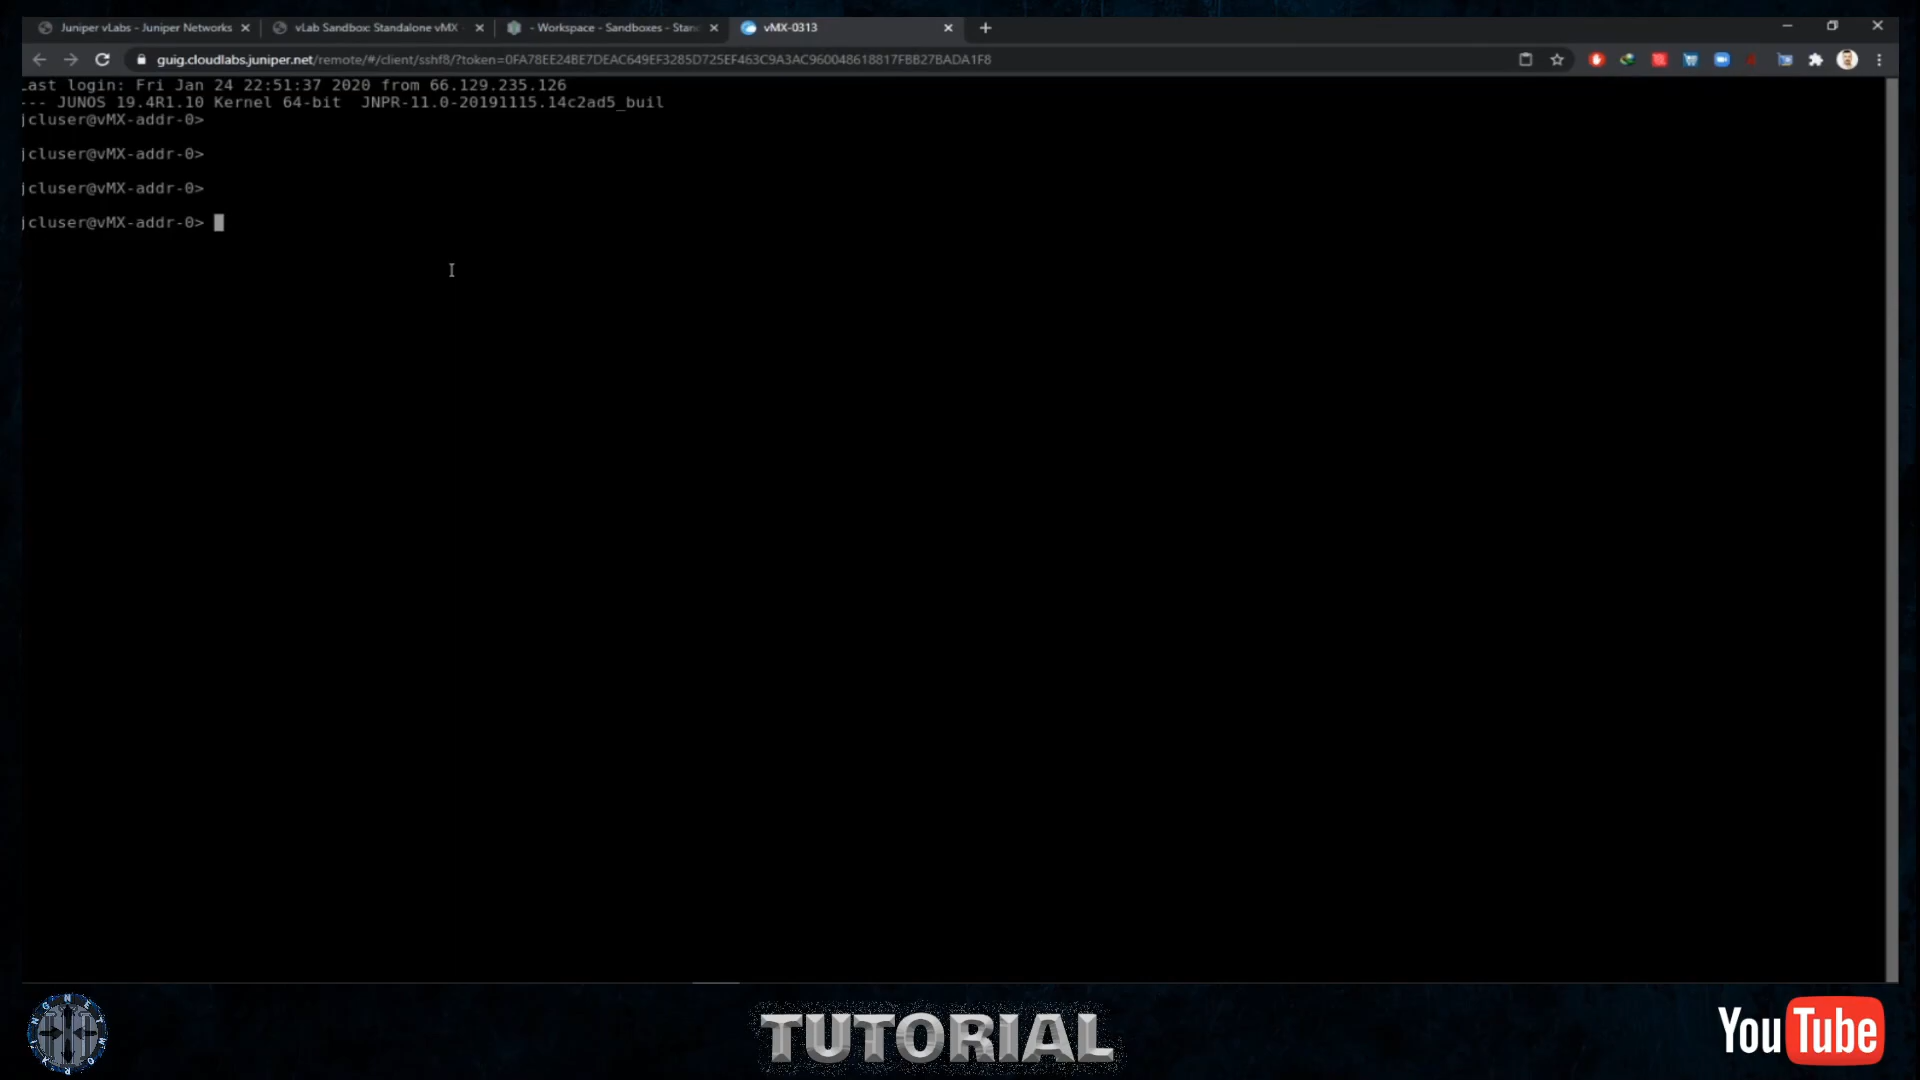 Juniper vLabs - Juniper Networks
vLab Sandbox: Standalone vMX
- Workspace - Sandboxes - Stan
vMX-0313
guig.cloudlabs.juniper.net/remote/#/client/sshf8/?token=0FA78EE24BE7DEAC649EF3285D725EF463C9A3AC960048618817FBB27BADA1F8
Last login: Fri Jan 24 22:51:37 2020 from 66.129.235.126
--- JUNOS 19.4R1.10 Kernel 64-bit  JNPR-11.0-20191115.14c2ad5_buil
jcluser@vMX-addr-0>
jcluser@vMX-addr-0>
jcluser@vMX-addr-0>
jcluser@vMX-addr-0>
TUTORIAL
YouTube